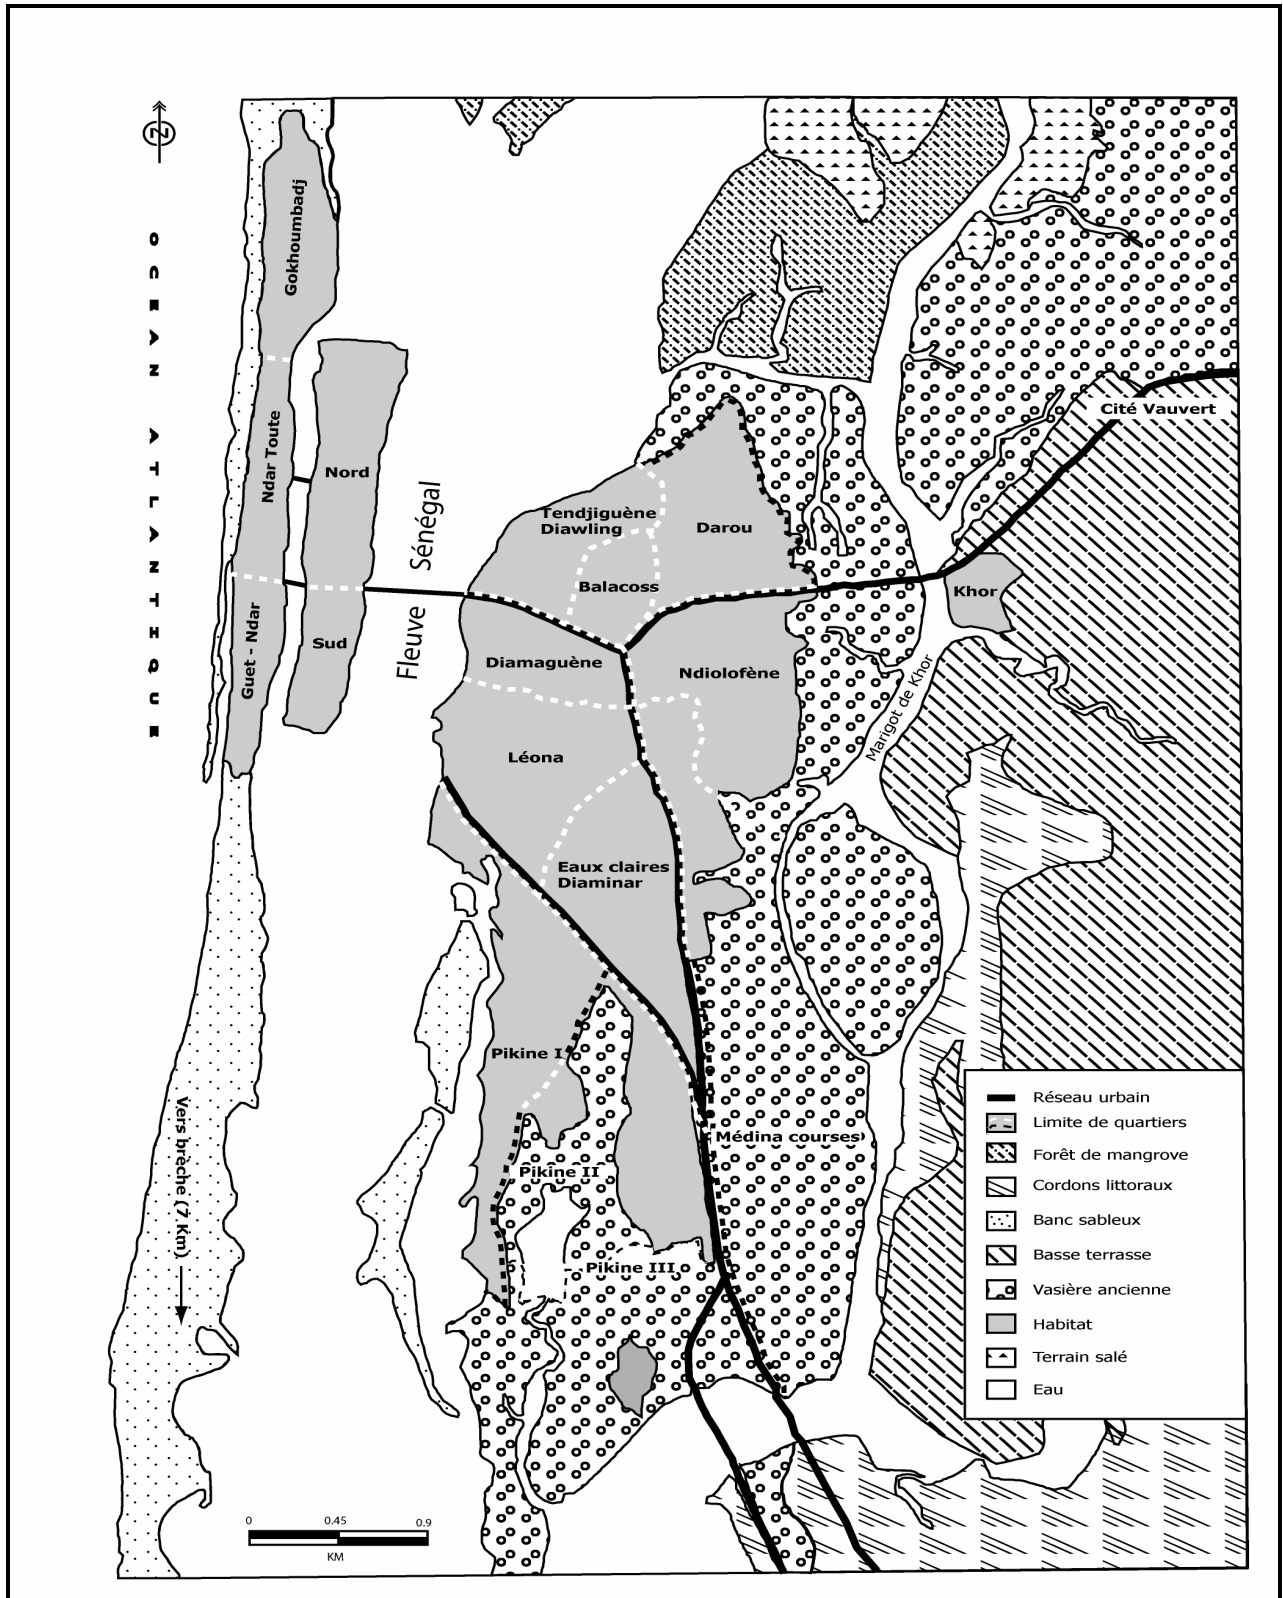 N
OCEAN ATLANTIQUE
Gokhoumbadj
Ndar Toute
Guet - Ndar
Nord
Sud
Fleuve Sénégal
Tendjiguène
Diawling
Darou
Balacoss
Diamaguène
Ndiolofène
Léona
Eaux claires
Diaminar
Cité Vauvert
Khor
Marigot de Khor
Pikine I
Pikine II
Pikine III
Médina courses
Vers brèche (7 Km)
Réseau urbain
Limite de quartiers
Forêt de mangrove
Cordons littoraux
Banc sableux
Basse terrasse
Vasière ancienne
Habitat
Terrain salé
Eau
0 0.45 0.9
KM